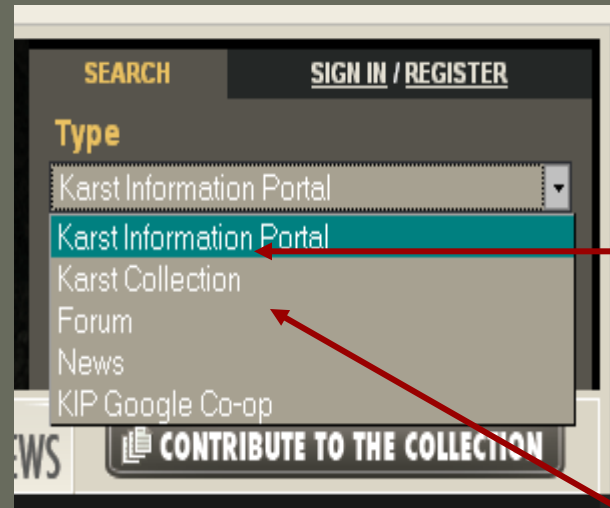 SEARCH SIGN IN / REGISTER
Type
Karst Information Portal
Karst Information Portal
Karst Collection
Forum
News
KIP Google Co-op
CONTRIBUTE TO THE COLLECTION